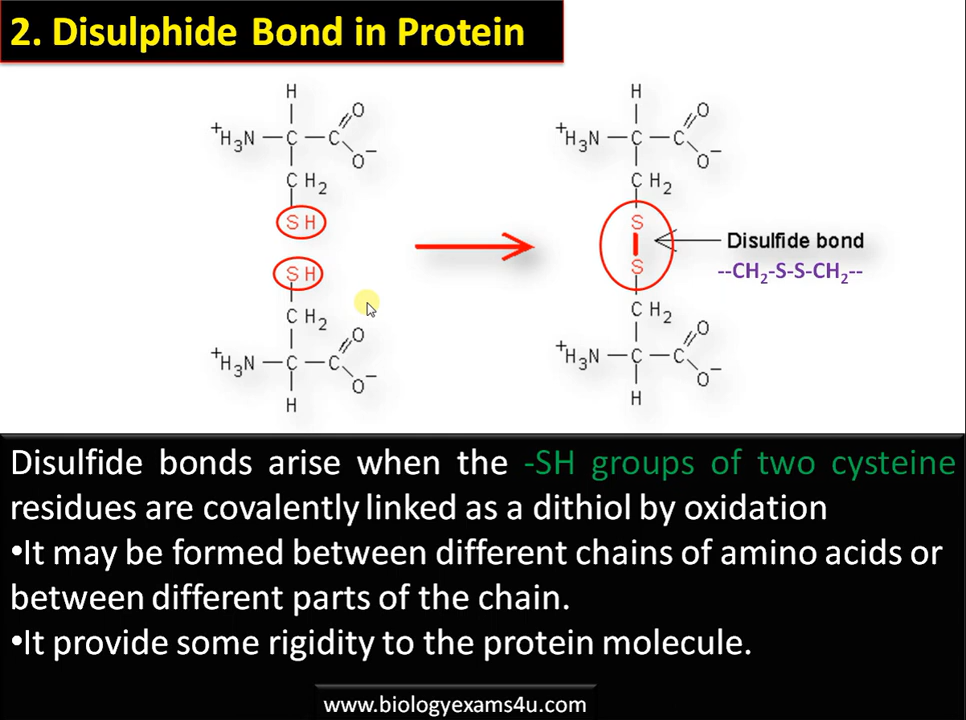 2. Disulphide Bond in Protein
H H
+H3N — C — C O O− +H3N — C — C O O−
C H2 C H2
S H S
Disulfide bond
--CH2-S-S-CH2--
S H S
C H2 C H2
+H3N — C — C O O− +H3N — C — C O O−
H H
Disulfide bonds arise when the -SH groups of two cysteine
residues are covalently linked as a dithiol by oxidation
•It may be formed between different chains of amino acids or
between different parts of the chain.
•It provide some rigidity to the protein molecule.
www.biologyexams4u.com